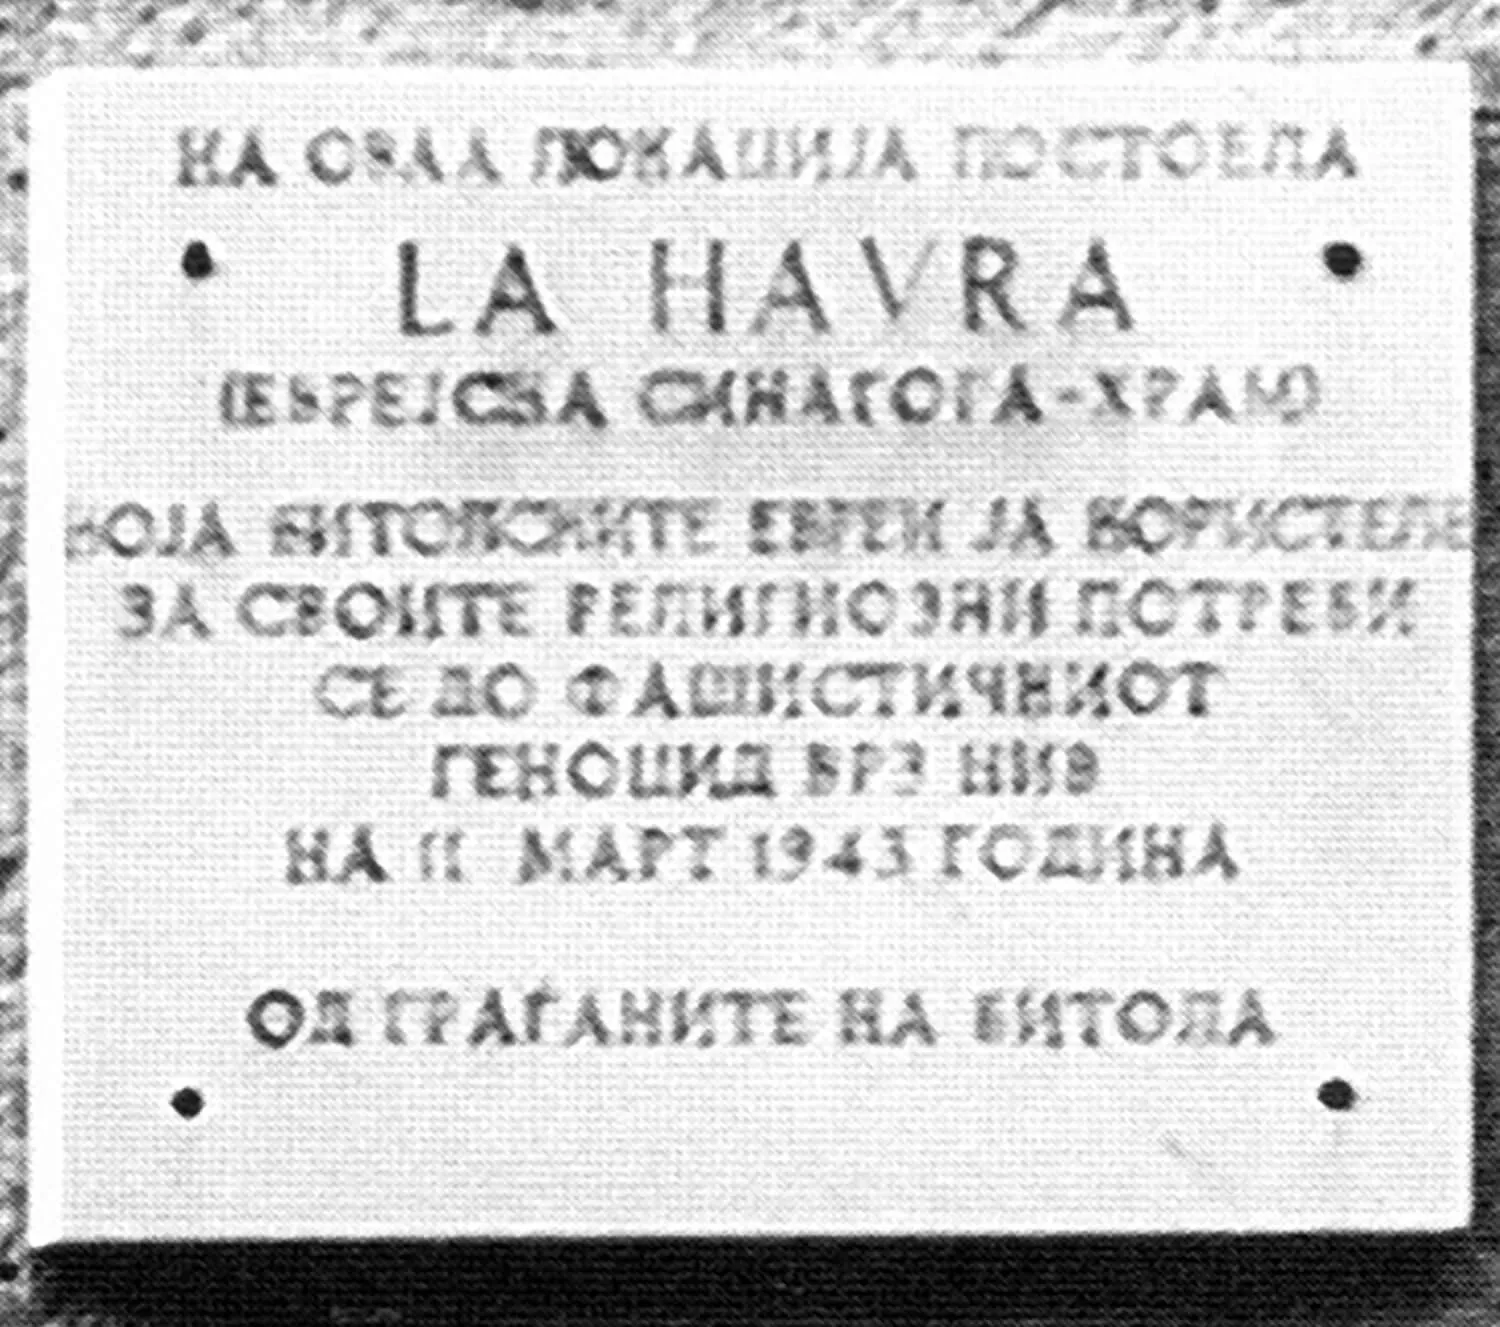 НА ОВАА ЛОКАЦИЈА ПОСТОЕЛА
LA HAVRA
(ЕВРЕЈСКА СИНАГОГА-ХРАМ)
КОЈА БИТОЛСКИТЕ ЕВРЕИ ЈА КОРИСТЕЛЕ
ЗА СВОИТЕ РЕЛИГИОЗНИ ПОТРЕБИ
СЕ ДО ФАШИСТИЧНИОТ
ГЕНОЦИД ВРЗ НИВ
НА 11 МАРТ 1943 ГОДИНА
ОД ГРАЃАНИТЕ НА БИТОЛА